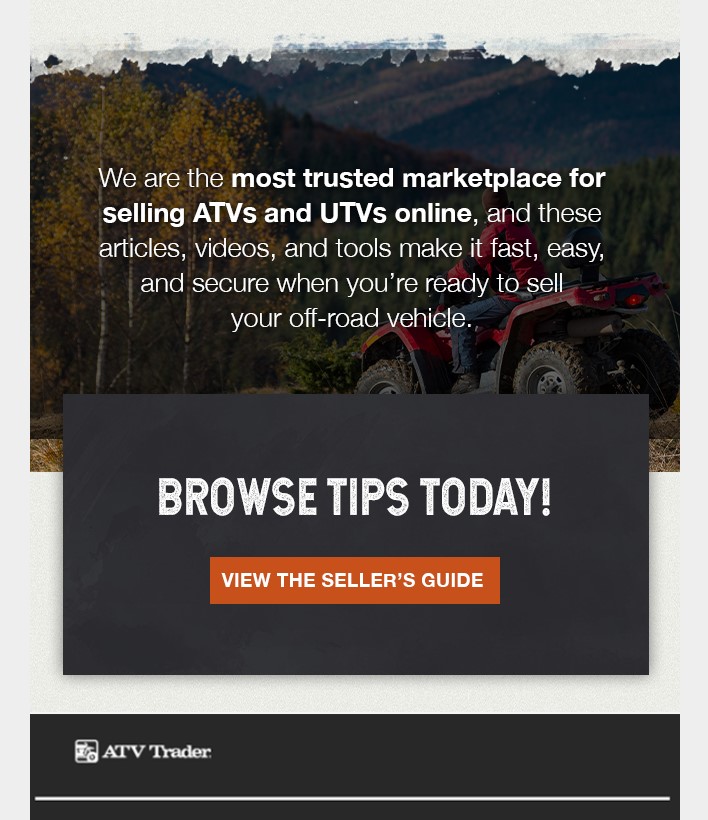 We are the most trusted marketplace for
selling ATVs and UTVs online, and these
articles, videos, and tools make it fast, easy,
and secure when you’re ready to sell
your off-road vehicle.
BROWSE TIPS TODAY!
VIEW THE SELLER’S GUIDE
ATV Trader